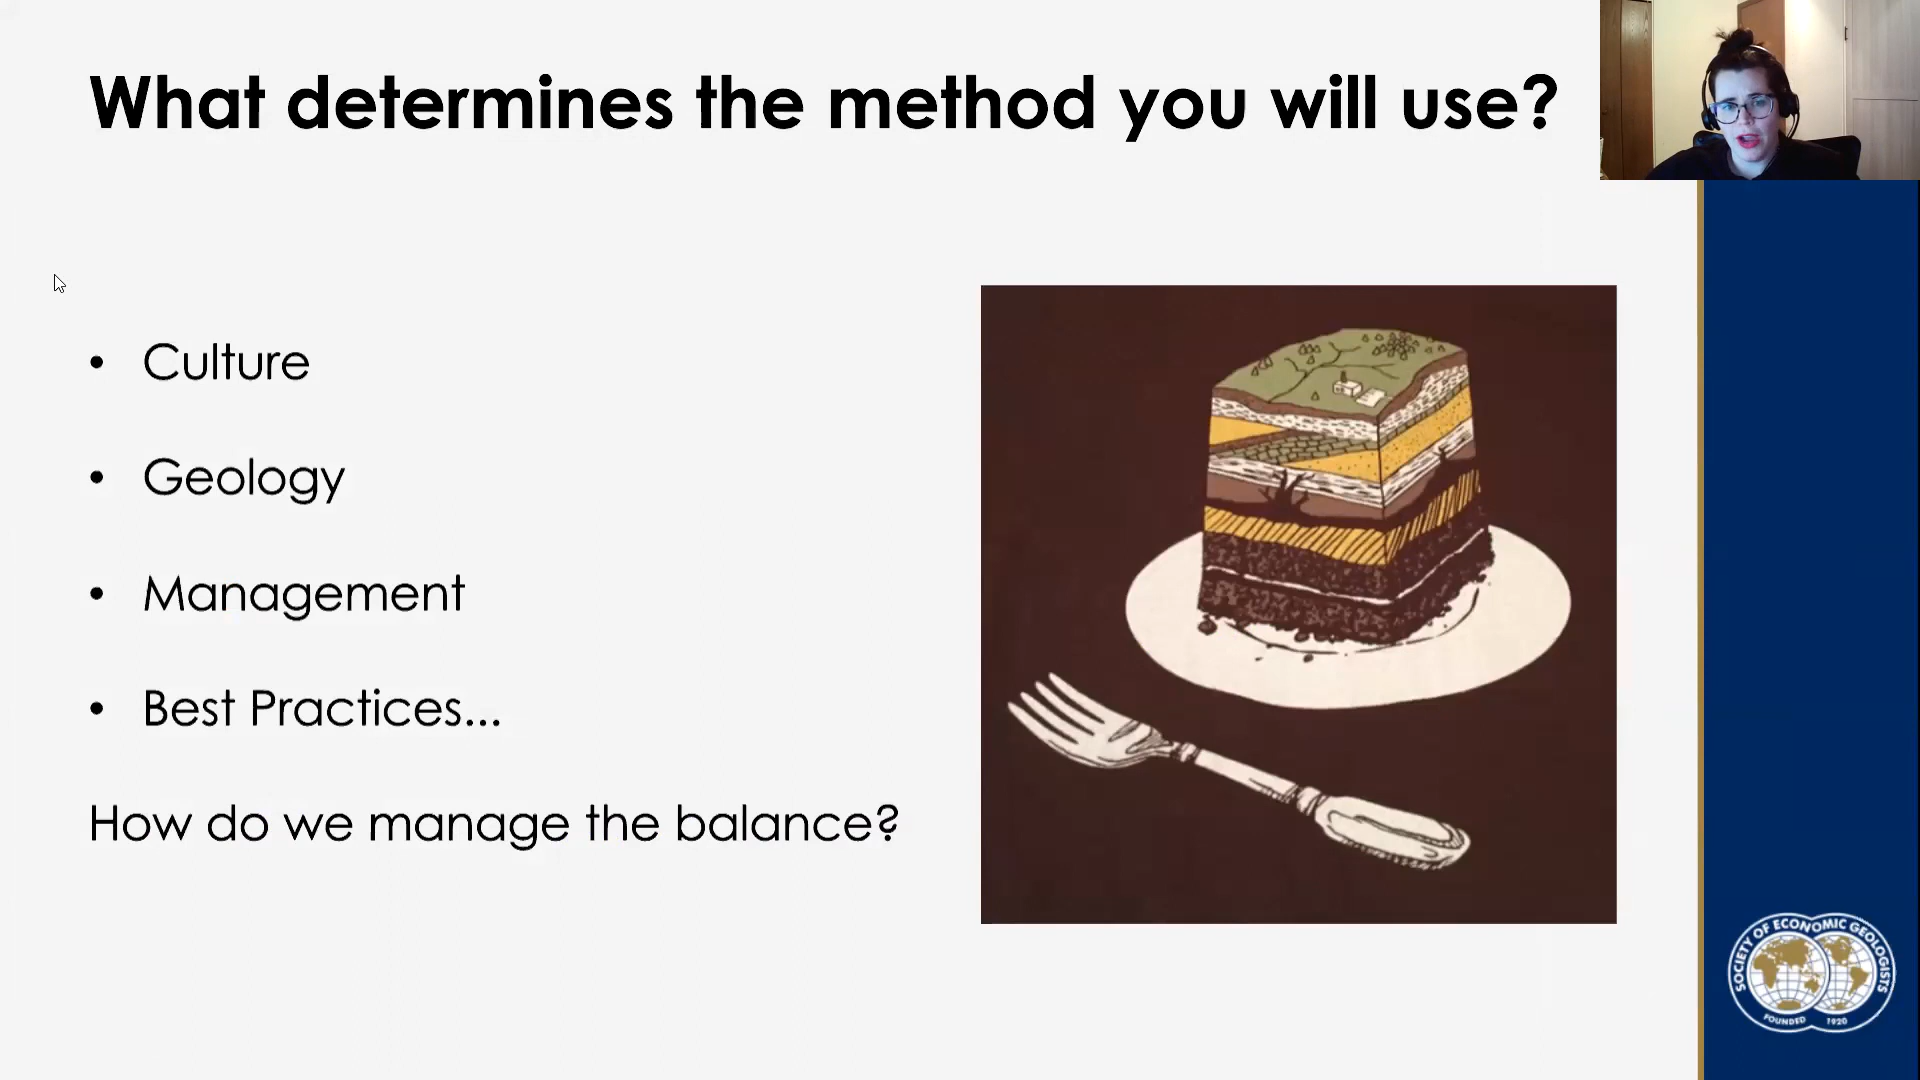 What determines the method you will use?
• Culture
• Geology
• Management
• Best Practices...
How do we manage the balance?
SOCIETY OF ECONOMIC GEOLOGISTS
FOUNDED 1920